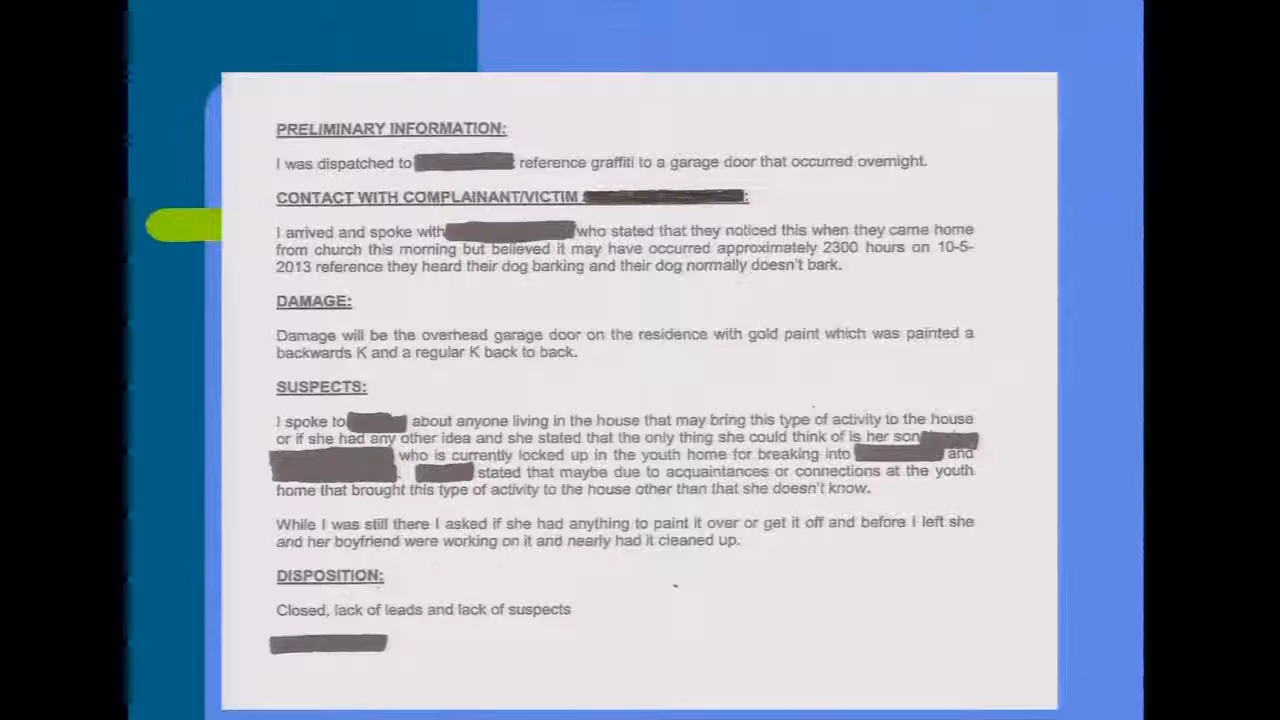 PRELIMINARY INFORMATION:
I was dispatched to reference graffiti to a garage door that occurred overnight.
CONTACT WITH COMPLAINANT/VICTIM :
I arrived and spoke with who stated that they noticed this when they came home
from church this morning but believed it may have occurred approximately 2300 hours on 10-5-
2013 reference they heard their dog barking and their dog normally doesn't bark.
DAMAGE:
Damage will be the overhead garage door on the residence with gold paint which was painted a
backwards K and a regular K back to back.
SUSPECTS:
I spoke to about anyone living in the house that may bring this type of activity to the house
or if she had any other idea and she stated that the only thing she could think of is her son
who is currently locked up in the youth home for breaking into and
. stated that maybe due to acquaintances or connections at the youth
home that brought this type of activity to the house other than that she doesn't know.
While I was still there I asked if she had anything to paint it over or get it off and before I left she
and her boyfriend were working on it and nearly had it cleaned up.
DISPOSITION:
Closed, lack of leads and lack of suspects